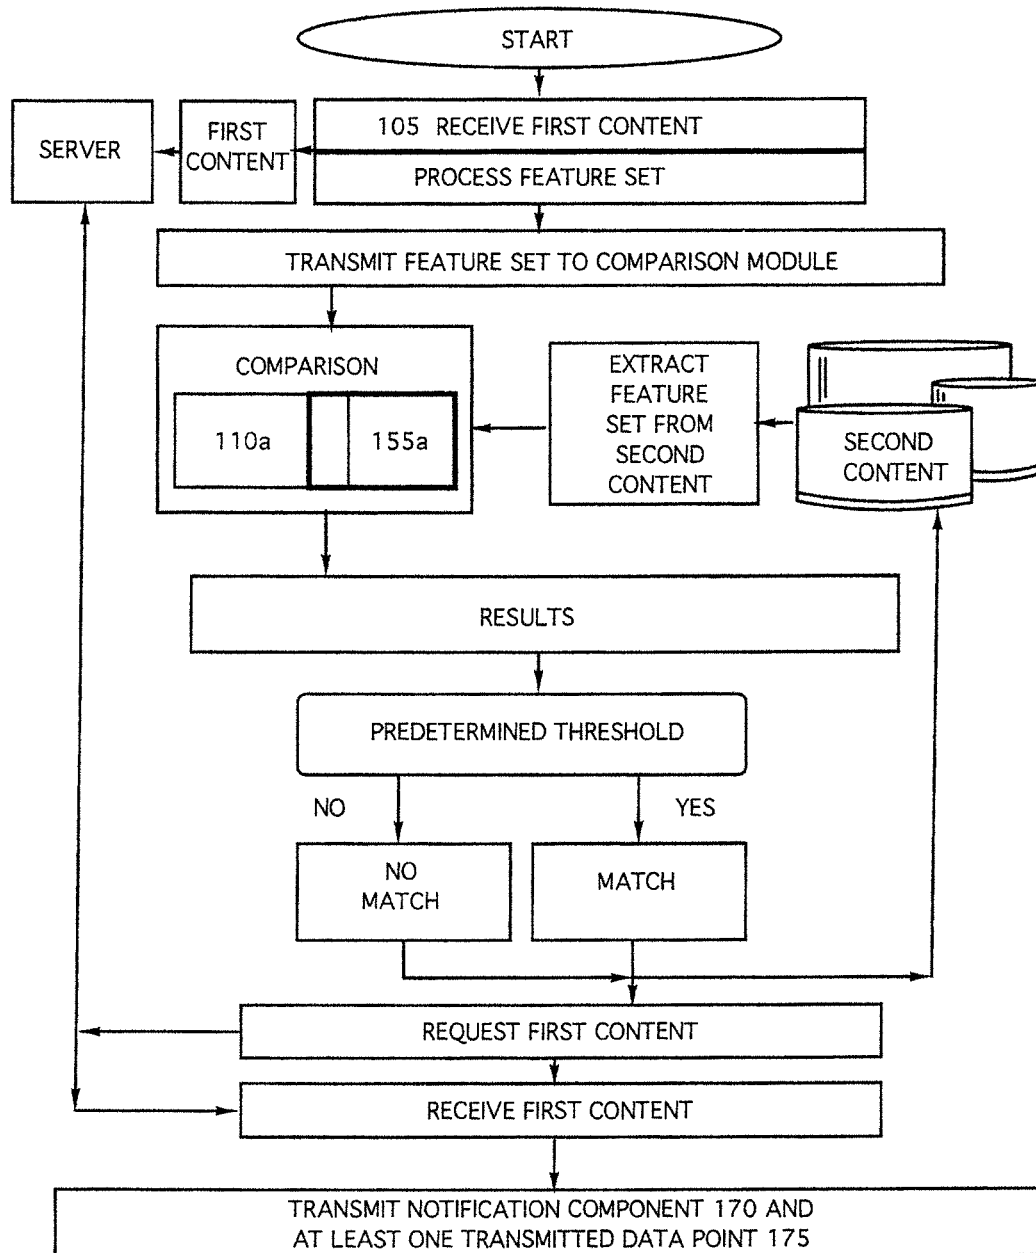 START
SERVER
FIRST
CONTENT
105 RECEIVE FIRST CONTENT
PROCESS FEATURE SET
TRANSMIT FEATURE SET TO COMPARISON MODULE
COMPARISON
110a
155a
EXTRACT
FEATURE
SET FROM
SECOND
CONTENT
SECOND
CONTENT
RESULTS
PREDETERMINED THRESHOLD
NO
YES
NO
MATCH
MATCH
REQUEST FIRST CONTENT
RECEIVE FIRST CONTENT
TRANSMIT NOTIFICATION COMPONENT 170 AND
AT LEAST ONE TRANSMITTED DATA POINT 175